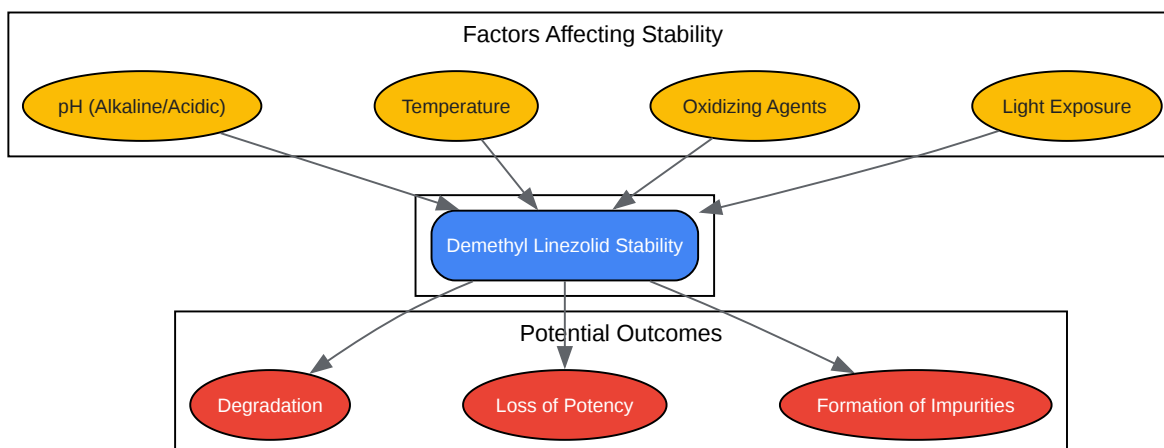 Factors Affecting Stability
pH (Alkaline/Acidic)
Temperature
Oxidizing Agents
Light Exposure
Demethyl Linezolid Stability
Potential Outcomes
Degradation
Loss of Potency
Formation of Impurities